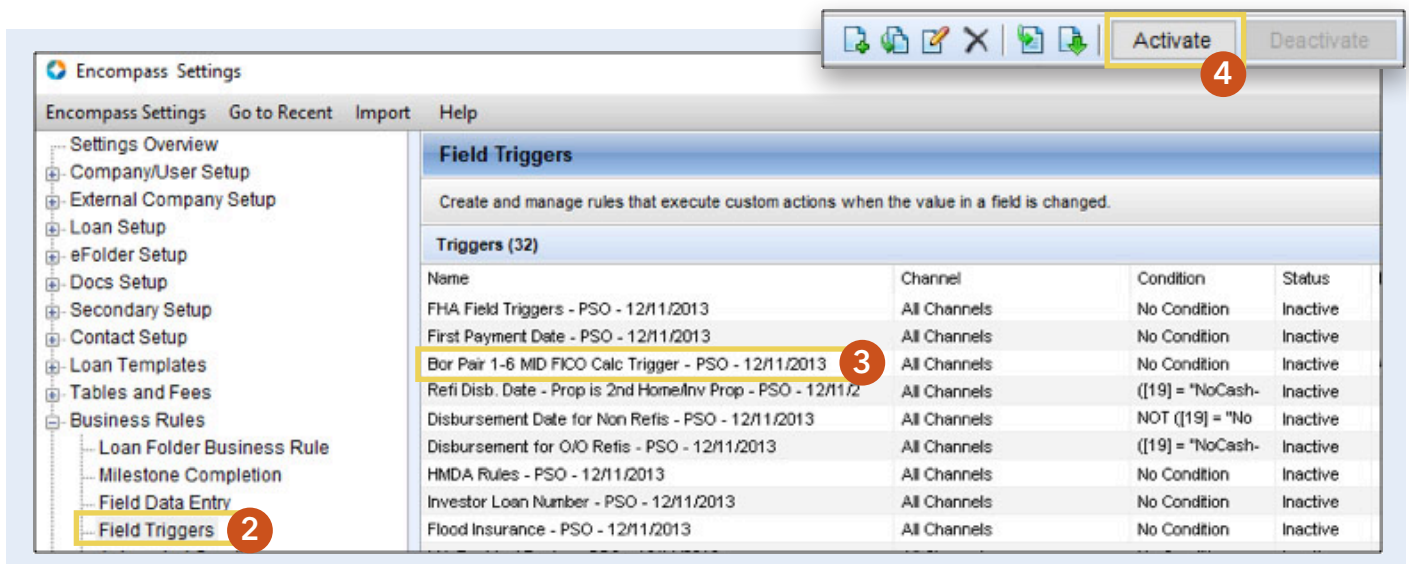 Activate Deactivate
4
Encompass Settings
Encompass Settings Go to Recent Import Help
Settings Overview
Company/User Setup
External Company Setup
Loan Setup
eFolder Setup
Docs Setup
Secondary Setup
Contact Setup
Loan Templates
Tables and Fees
Business Rules
Loan Folder Business Rule
Milestone Completion
Field Data Entry
Field Triggers 2
Field Triggers
Create and manage rules that execute custom actions when the value in a field is changed.
Triggers (32)
Name Channel Condition Status
FHA Field Triggers - PSO - 12/11/2013 All Channels No Condition Inactive
First Payment Date - PSO - 12/11/2013 All Channels No Condition Inactive
Bor Pair 1-6 MID FICO Calc Trigger - PSO - 12/11/2013 3 All Channels No Condition Inactive
Refi Disb. Date - Prop is 2nd Home/Inv Prop - PSO - 12/11/2 All Channels ([19] = "NoCash- Inactive
Disbursement Date for Non Refis - PSO - 12/11/2013 All Channels NOT ([19] = "No Inactive
Disbursement for O/O Refis - PSO - 12/11/2013 All Channels ([19] = "NoCash- Inactive
HMDA Rules - PSO - 12/11/2013 All Channels No Condition Inactive
Investor Loan Number - PSO - 12/11/2013 All Channels No Condition Inactive
Flood Insurance - PSO - 12/11/2013 All Channels No Condition Inactive